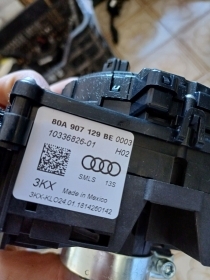 80A 907 129 BE 0003
10336826-01
H02
SMLS 13S
3KX
Made in Mexico
3KX-KLO24.01.1814260142